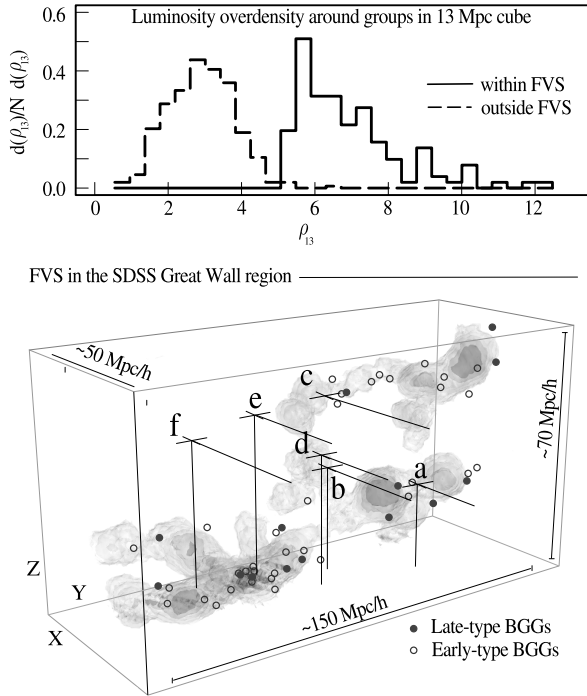 Luminosity overdensity around groups in 13 Mpc cube
0.6
0.4
0.2
0.0
d(ρ13)/N d(ρ13)
within FVS
outside FVS
0 2 4 6 8 10 12
ρ13
FVS in the SDSS Great Wall region
~50 Mpc/h
~70 Mpc/h
~150 Mpc/h
c
e
f
d
a
b
Z
Y
X
Late-type BGGs
Early-type BGGs